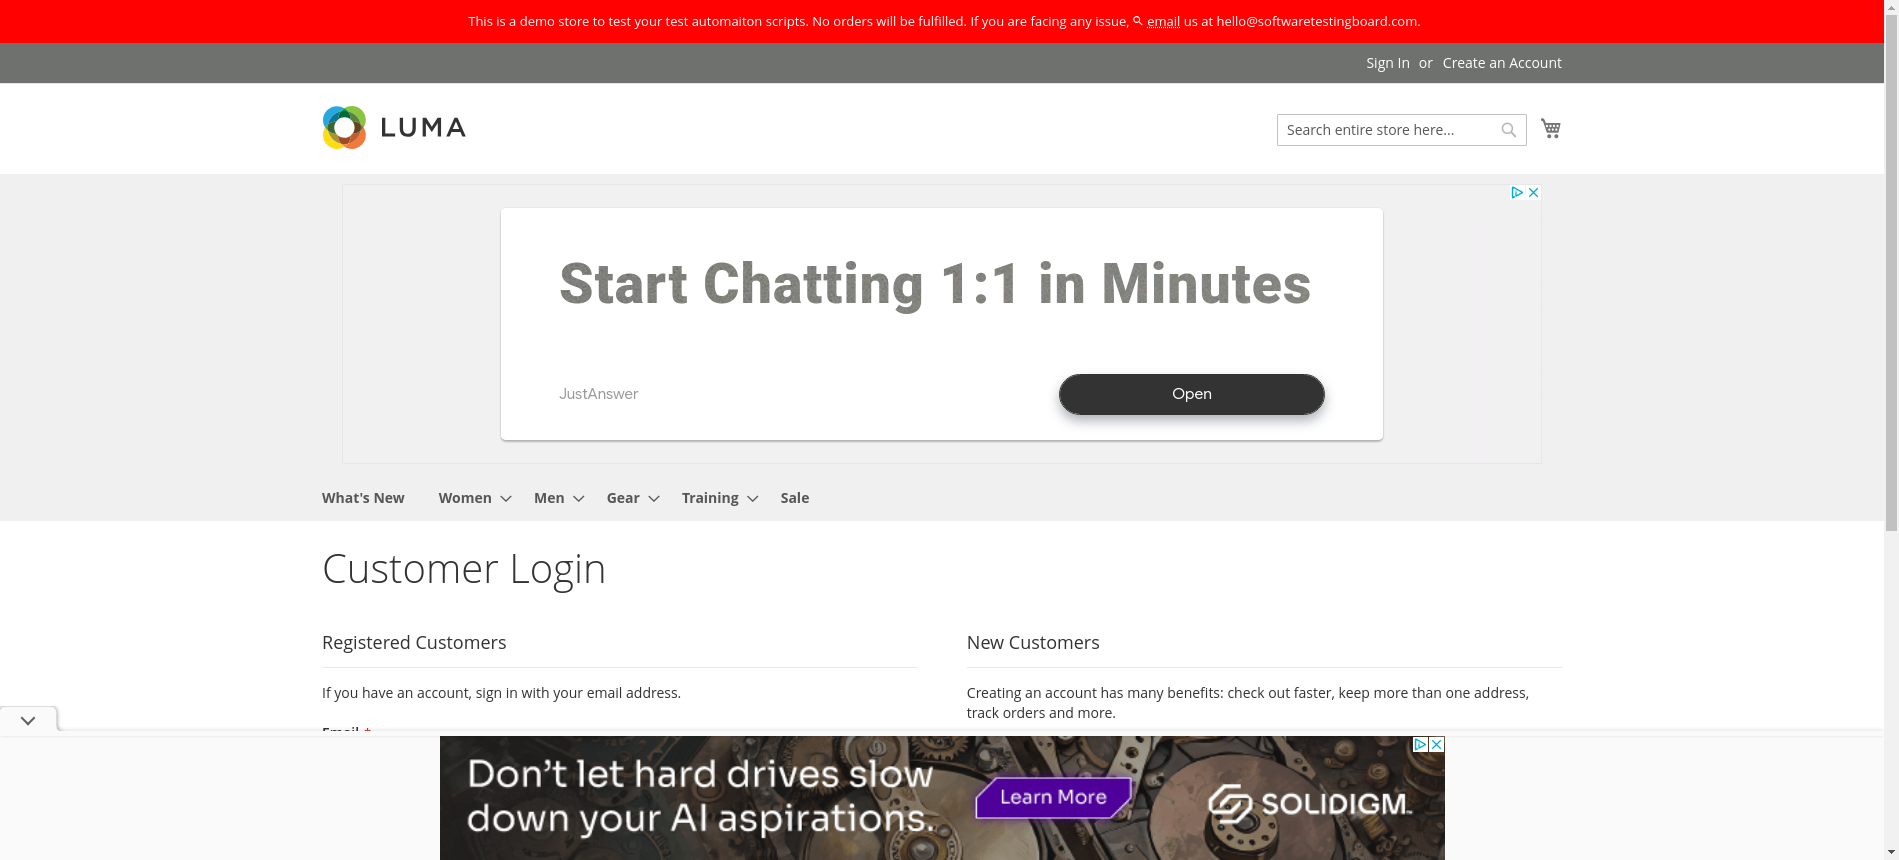 This is a demo store to test your test automaiton scripts. No orders will be fulfilled. If you are facing any issue, email us at hello@softwaretestingboard.com.
Sign In or Create an Account
LUMA
Search entire store here...
Start Chatting 1:1 in Minutes
JustAnswer
Open
What's New Women Men Gear Training Sale
Customer Login
Registered Customers
If you have an account, sign in with your email address.
Email *
New Customers
Creating an account has many benefits: check out faster, keep more than one address,
track orders and more.
Don't let hard drives slow
down your AI aspirations.
Learn More
SOLIDIGM